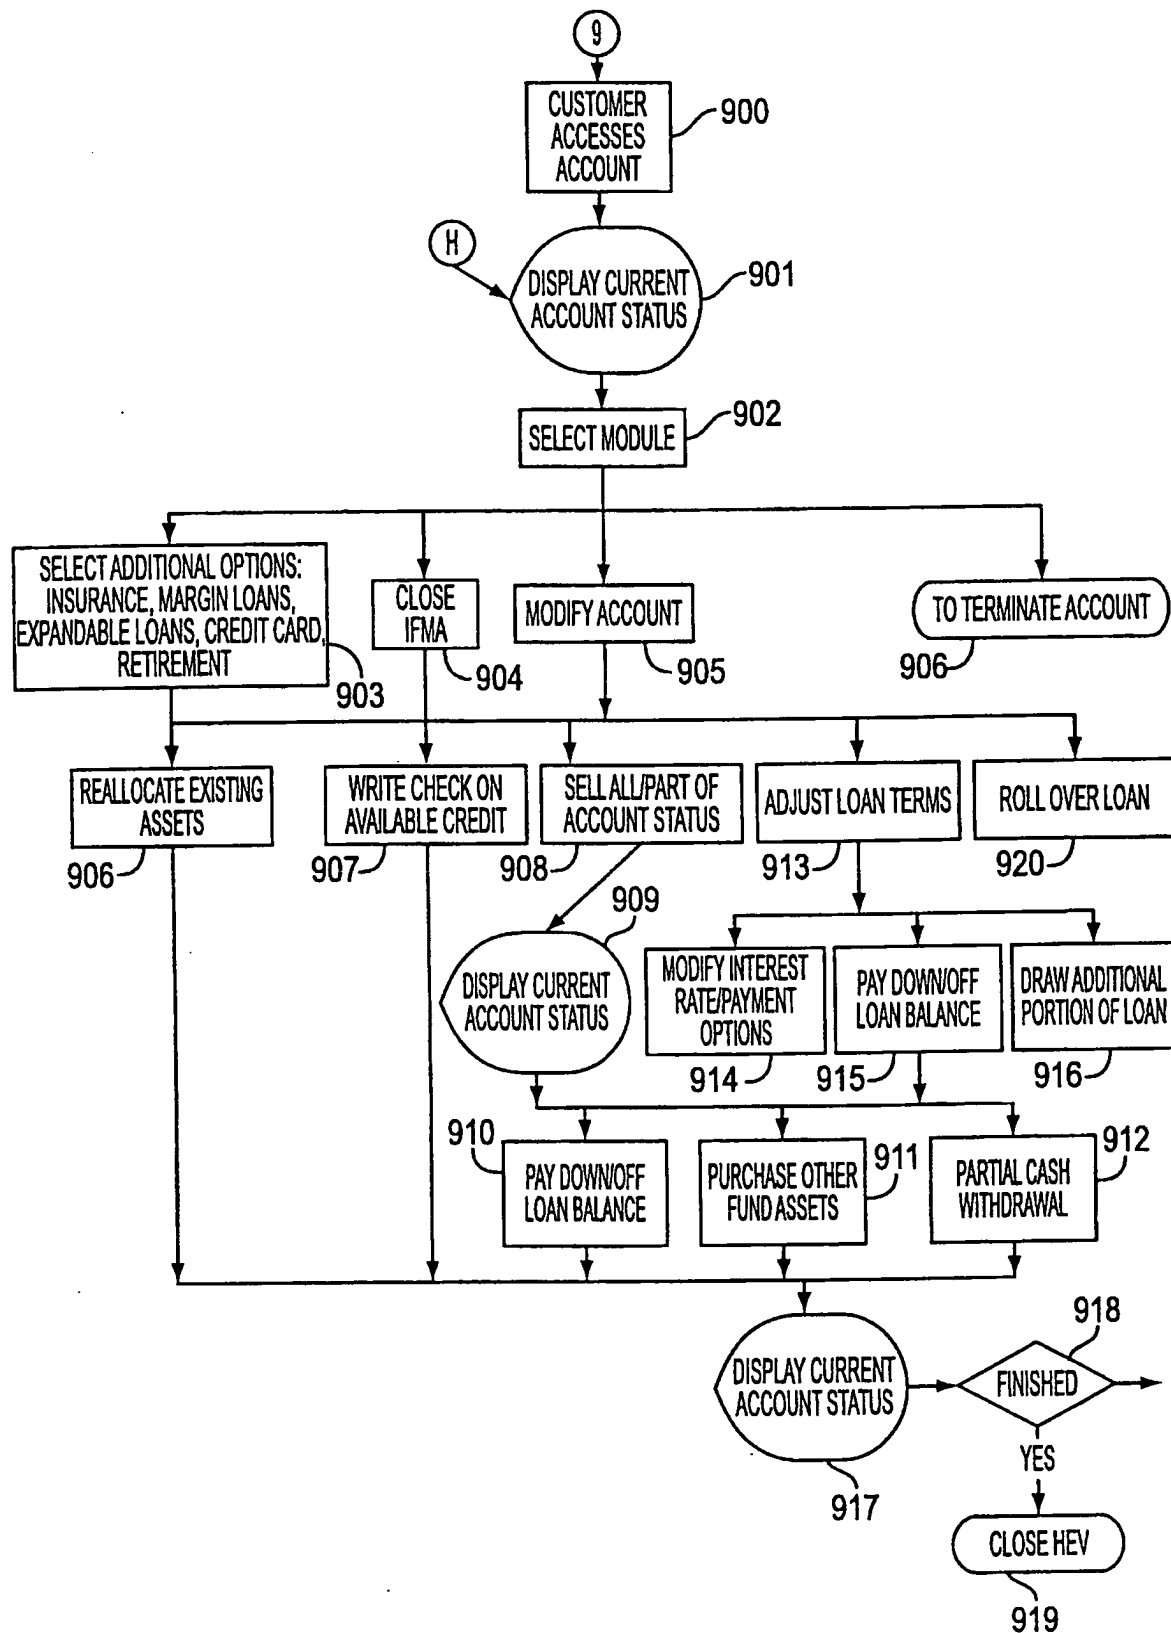 9
CUSTOMER
ACCESSES
ACCOUNT
900
H
DISPLAY CURRENT
ACCOUNT STATUS
901
SELECT MODULE
902
SELECT ADDITIONAL OPTIONS:
INSURANCE, MARGIN LOANS,
EXPANDABLE LOANS, CREDIT CARD,
RETIREMENT
903
CLOSE
IFMA
904
MODIFY ACCOUNT
905
TO TERMINATE ACCOUNT
906
REALLOCATE EXISTING
ASSETS
906
WRITE CHECK ON
AVAILABLE CREDIT
907
SELL ALL/PART OF
ACCOUNT STATUS
908
ADJUST LOAN TERMS
913
ROLL OVER LOAN
920
909
DISPLAY CURRENT
ACCOUNT STATUS
MODIFY INTEREST
RATE/PAYMENT
OPTIONS
914
PAY DOWN/OFF
LOAN BALANCE
915
DRAW ADDITIONAL
PORTION OF LOAN
916
910
PAY DOWN/OFF
LOAN BALANCE
PURCHASE OTHER
FUND ASSETS
911
PARTIAL CASH
WITHDRAWAL
912
DISPLAY CURRENT
ACCOUNT STATUS
917
918
FINISHED
YES
CLOSE HEV
919